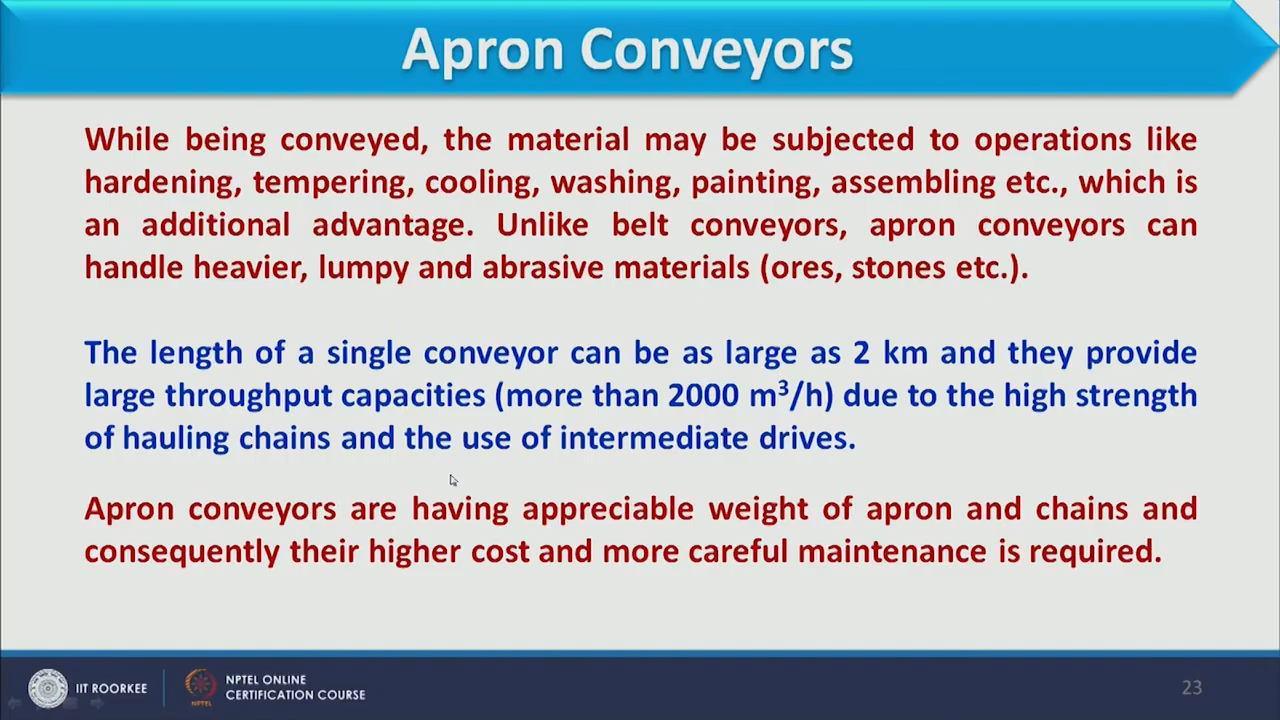 Apron Conveyors
While being conveyed, the material may be subjected to operations like
hardening, tempering, cooling, washing, painting, assembling etc., which is
an additional advantage. Unlike belt conveyors, apron conveyors can
handle heavier, lumpy and abrasive materials (ores, stones etc.).
The length of a single conveyor can be as large as 2 km and they provide
large throughput capacities (more than 2000 m³/h) due to the high strength
of hauling chains and the use of intermediate drives.
Apron conveyors are having appreciable weight of apron and chains and
consequently their higher cost and more careful maintenance is required.
IIT ROORKEE
NPTEL
NPTEL ONLINE
CERTIFICATION COURSE
23